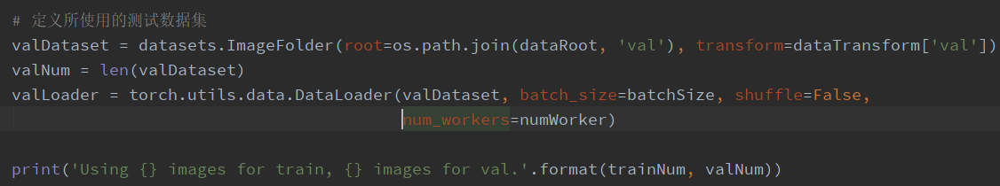 # 定义所使用的测试数据集
valDataset = datasets.ImageFolder(root=os.path.join(dataRoot, 'val'), transform=dataTransform['val'])
valNum = len(valDataset)
valLoader = torch.utils.data.DataLoader(valDataset, batch_size=batchSize, shuffle=False,
num_workers=numWorker)
print('Using {} images for train, {} images for val.'.format(trainNum, valNum))